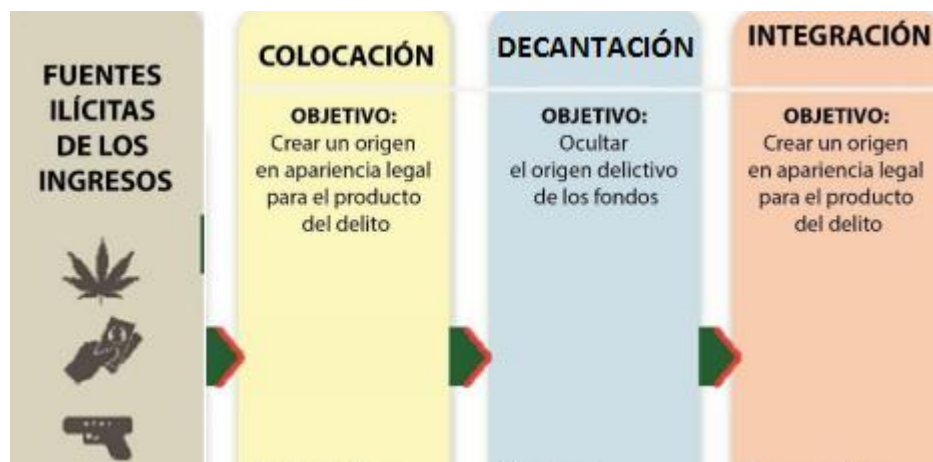 FUENTES
ILÍCITAS
DE LOS
INGRESOS
COLOCACIÓN
OBJETIVO:
Crear un origen
en apariencia legal
para el producto
del delito
DECANTACIÓN
OBJETIVO:
Ocultar
el origen delictivo
de los fondos
INTEGRACIÓN
OBJETIVO:
Crear un origen
en apariencia legal
para el producto
del delito